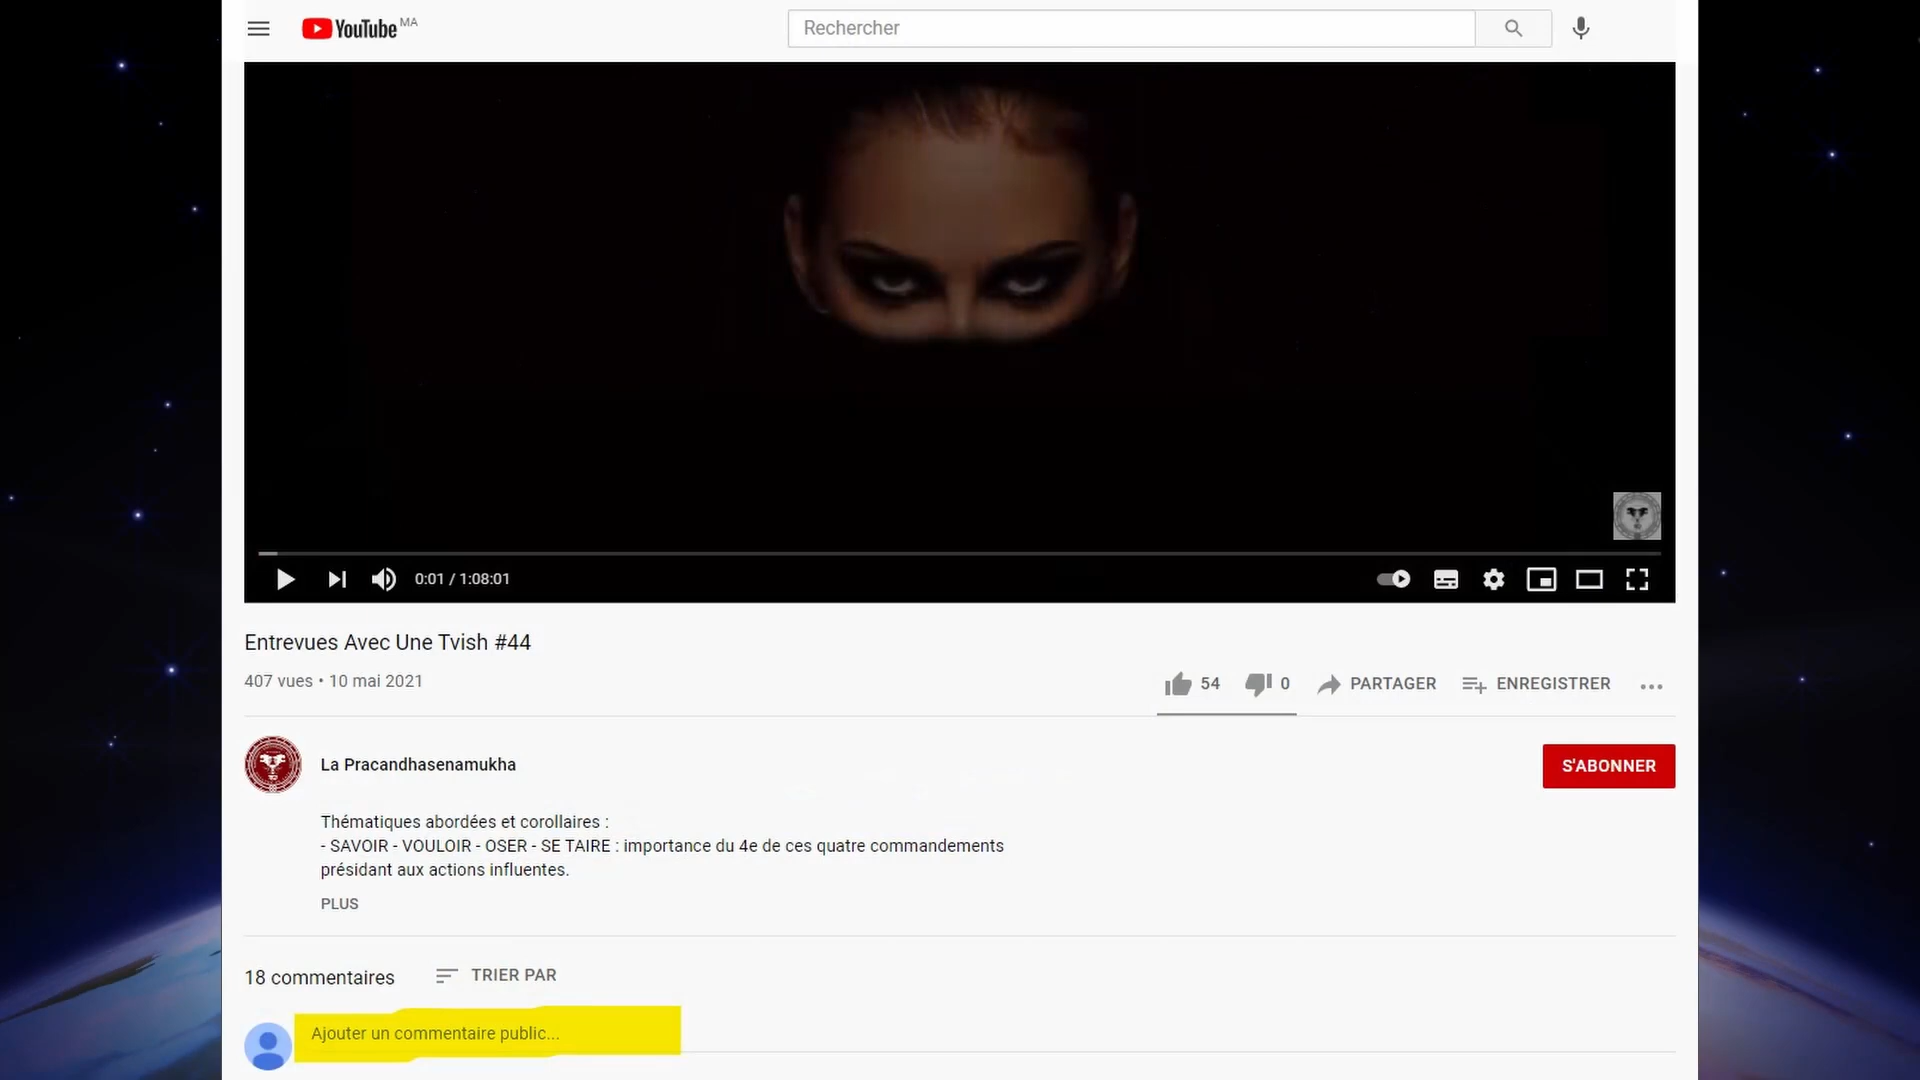 YouTube MA
Rechercher
0:01 / 1:08:01
Entrevues Avec Une Tvish #44
407 vues • 10 mai 2021
54
0
PARTAGER
ENREGISTRER
La Pracandhasenamukha
S'ABONNER
Thématiques abordées et corollaires :
- SAVOIR - VOULOIR - OSER - SE TAIRE : importance du 4e de ces quatre commandements
présidant aux actions influentes.
PLUS
18 commentaires
TRIER PAR
Ajouter un commentaire public...